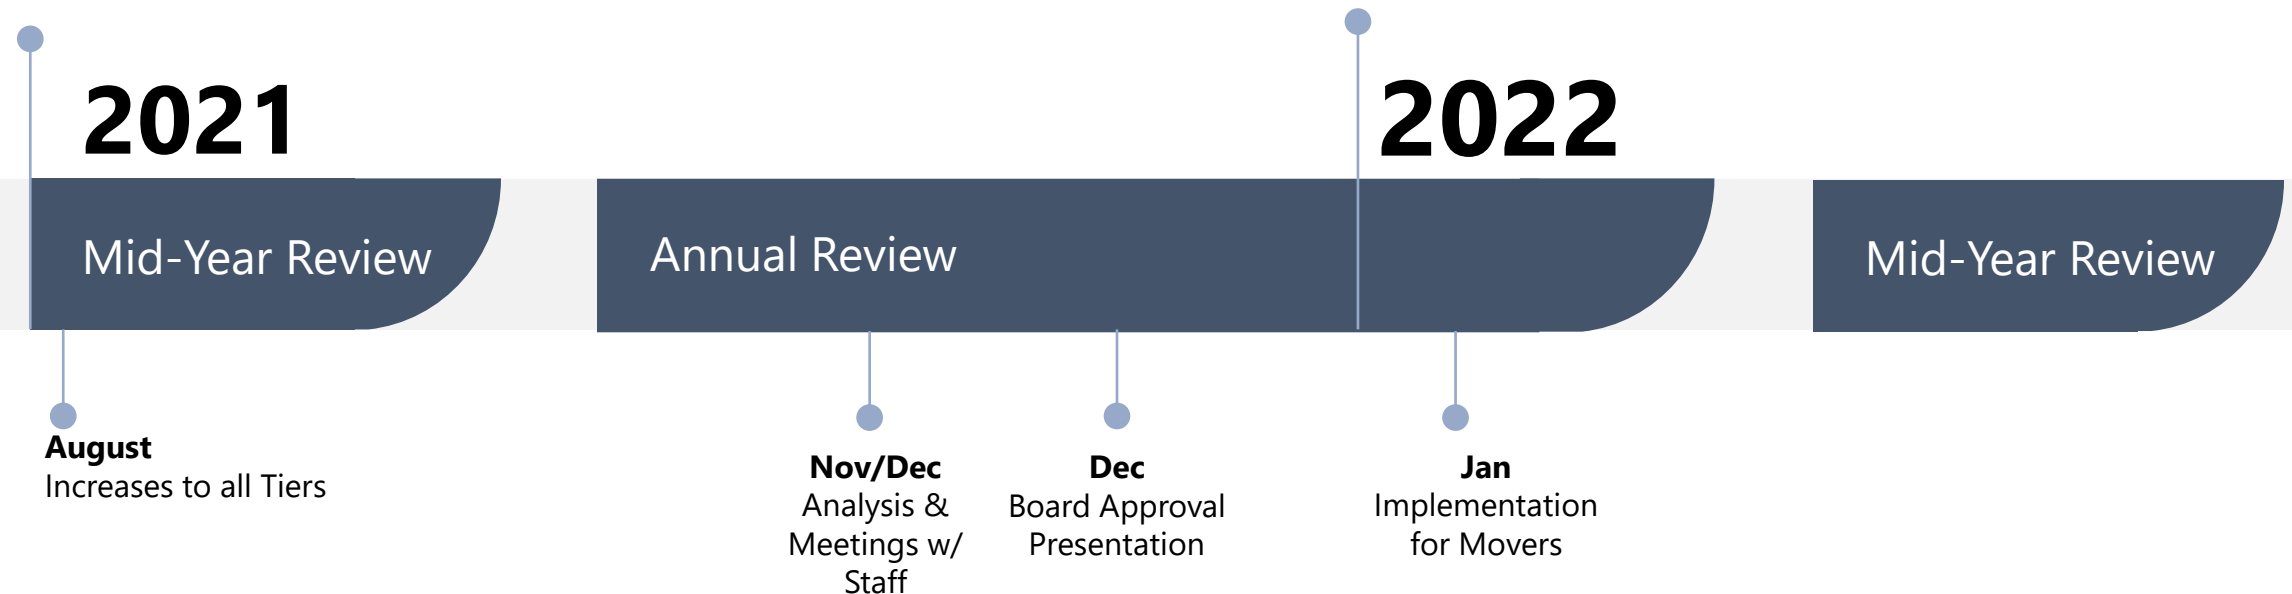 2021
2022
Mid-Year Review
Annual Review
Mid-Year Review
August
Increases to all Tiers
Nov/Dec
Analysis &
Meetings w/
Staff
Dec
Board Approval
Presentation
Jan
Implementation
for Movers